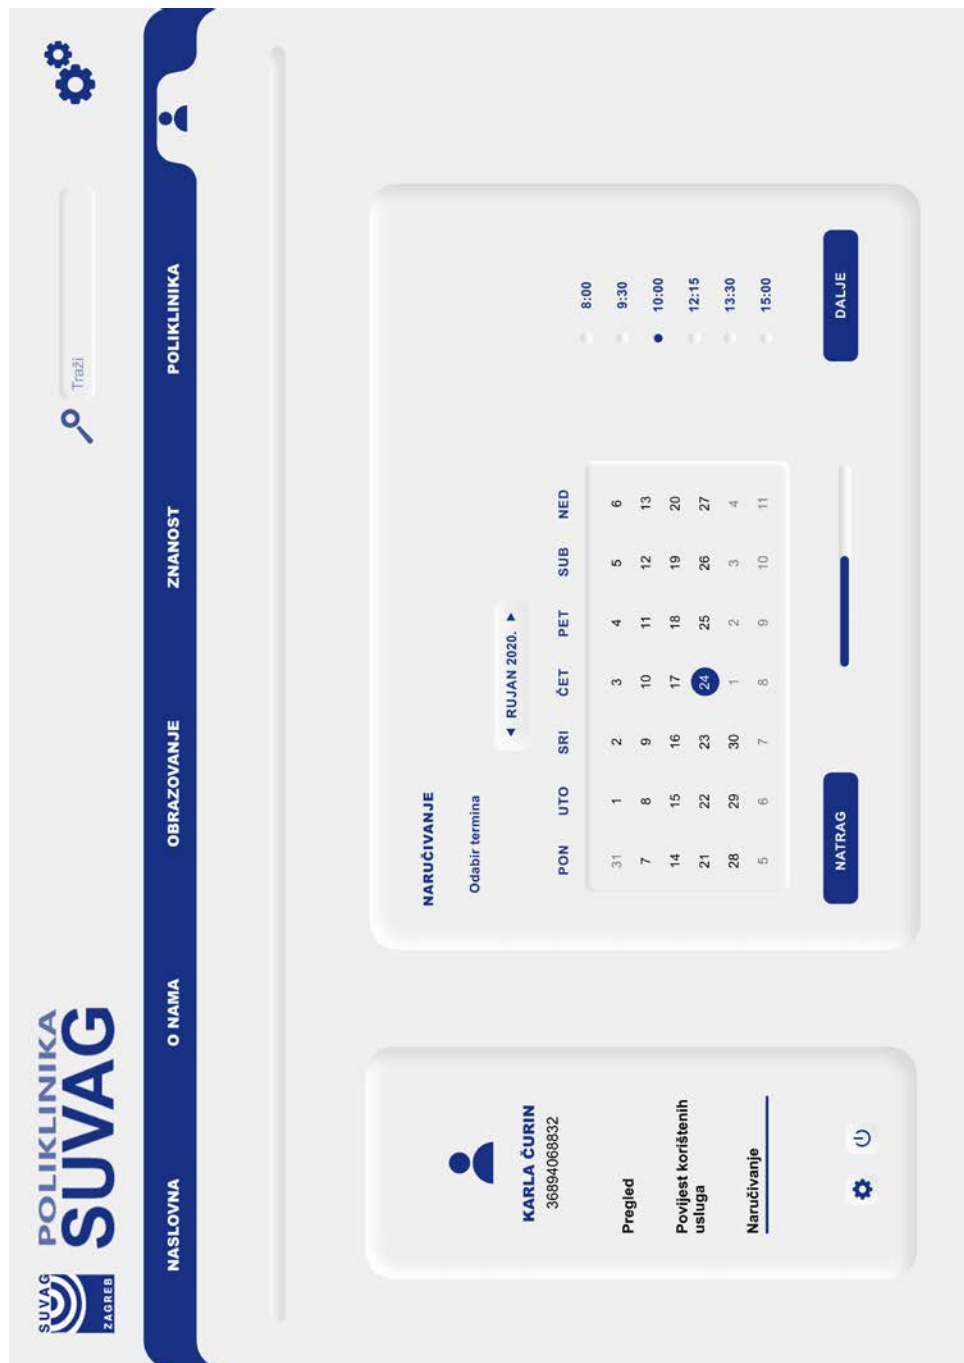 SUVAG
ZAGREB
POLIKLINIKA
SUVAG
Traži
NASLOVNA O NAMA OBRAZOVANJE ZNANOST POLIKLINIKA
KARLA ČURIN
36894068832
Pregled
Povijest korištenih
usluga
Naručivanje
NARUČIVANJE
Odabir termina
RUJAN 2020.
PON UTO SRI ČET PET SUB NED
31 1 2 3 4 5 6
7 8 9 10 11 12 13
14 15 16 17 18 19 20
21 22 23 24 25 26 27
28 29 30 1 2 3 4
5 6 7 8 9 10 11
8:00
9:30
10:00
12:15
13:30
15:00
NATRAG
DALJE